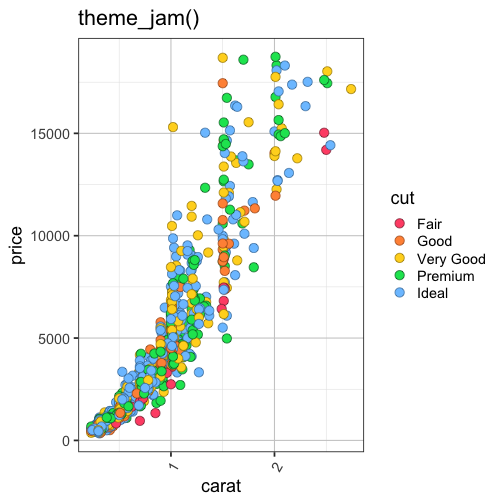 theme_jam()
15000
10000
5000
0
price
1
2
carat
cut
Fair
Good
Very Good
Premium
Ideal